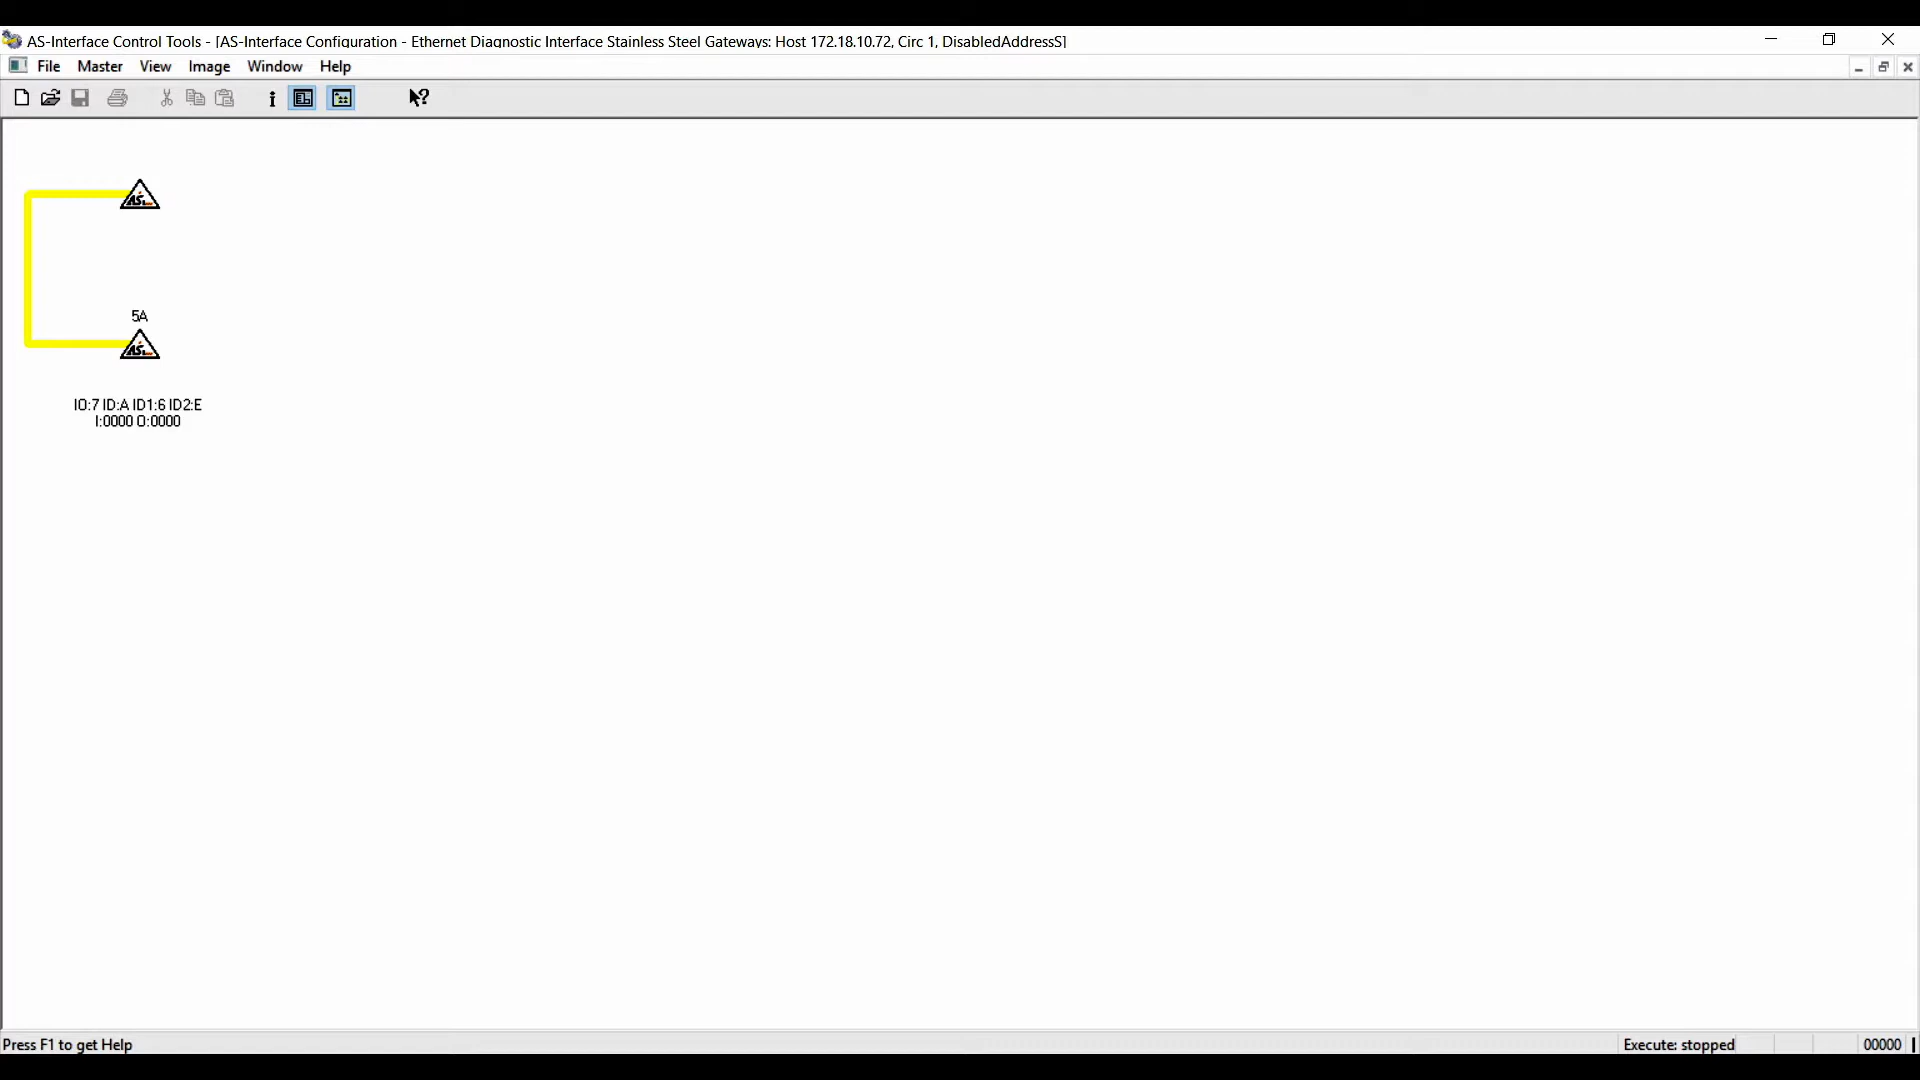 AS-Interface Control Tools - [AS-Interface Configuration - Ethernet Diagnostic Interface Stainless Steel Gateways: Host 172.18.10.72, Circ 1, DisabledAddressS]
File Master View Image Window Help
AS
5A
AS
IO:7 ID:A ID1:6 ID2:E
I:0000 O:0000
Press F1 to get Help
Execute: stopped
00000